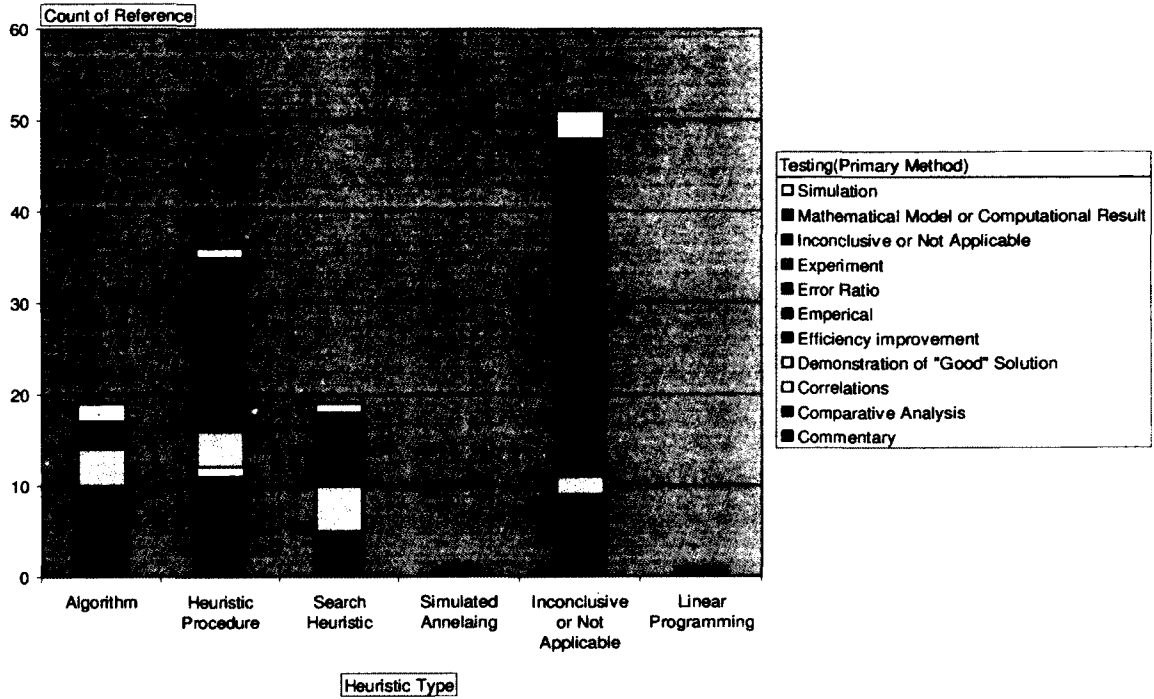 Count of Reference
60
50
40
30
20
10
0
Algorithm
Heuristic
Procedure
Search
Heuristic
Simulated
Annelaing
Inconclusive
or Not
Applicable
Linear
Programming
Heuristic Type
Testing(Primary Method)
Simulation
Mathematical Model or Computational Result
Inconclusive or Not Applicable
Experiment
Error Ratio
Emperical
Efficiency improvement
Demonstration of "Good" Solution
Correlations
Comparative Analysis
Commentary